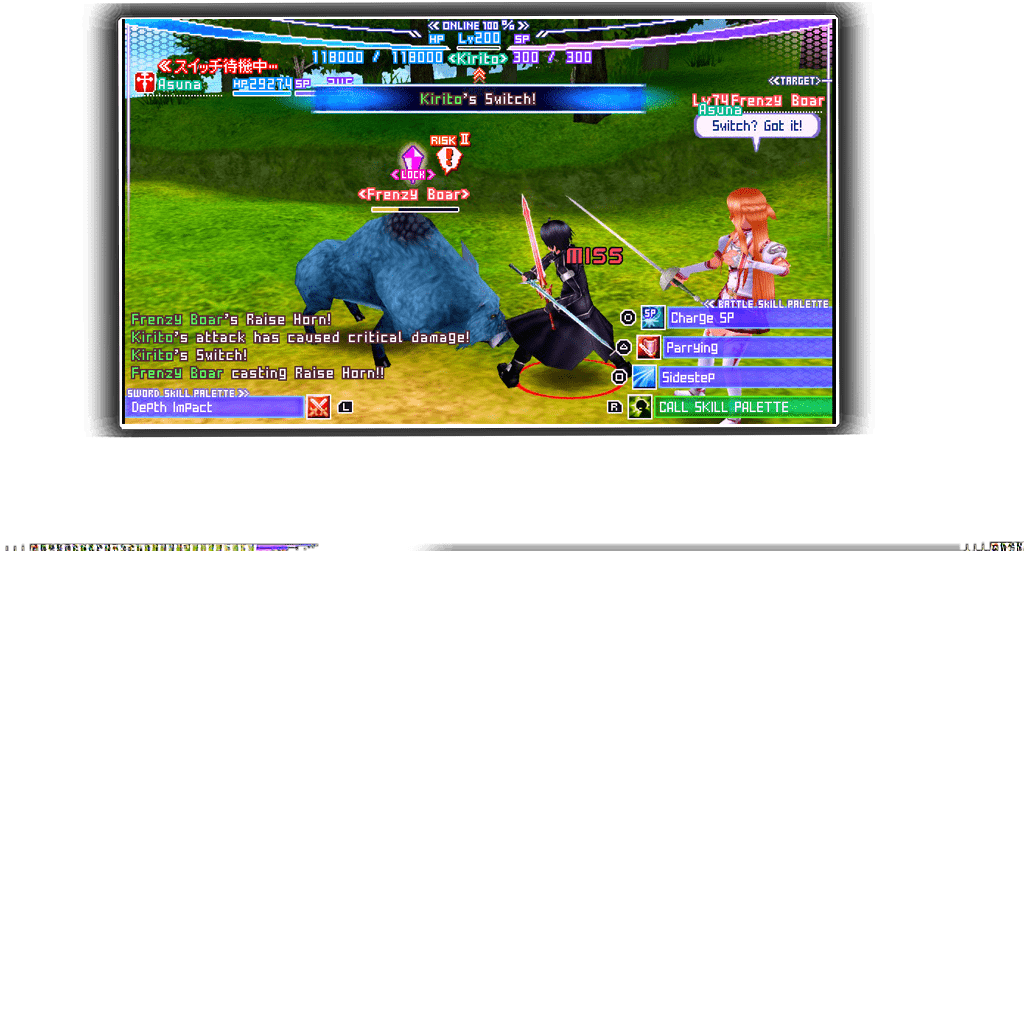 ≪ ONLINE 100 % ≫
HP Lv200 SP
118000 / 118000 <Kirito> 300 / 300
≪ スイッチ待機中…
Asuna HP29274 SP
Kirito's Switch!
≪TARGET>
Lv74Frenzy Boar
Asuna
Switch? Got it!
RISK II
<LOCK>
<Frenzy Boar>
MISS
≪ BATTLE SKILL PALETTE
SP Charge SP
Parrying
Sidestep
R CALL SKILL PALETTE
Frenzy Boar's Raise Horn!
Kirito's attack has caused critical damage!
Kirito's Switch!
Frenzy Boar casting Raise Horn!!
SWORD SKILL PALETTE ≫
Depth Impact L